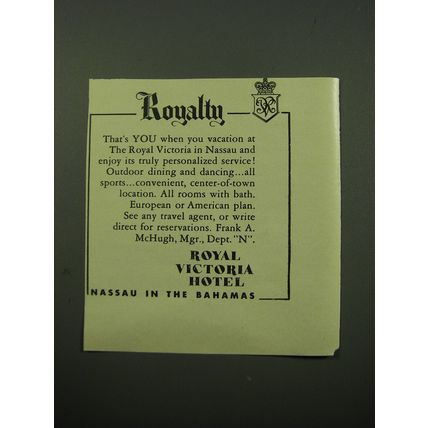 Royalty
That's YOU when you vacation at
The Royal Victoria in Nassau and
enjoy its truly personalized service!
Outdoor dining and dancing...all
sports...convenient, center-of-town
location. All rooms with bath.
European or American plan.
See any travel agent, or write
direct for reservations. Frank A.
McHugh, Mgr., Dept. "N".
ROYAL
VICTORIA
HOTEL
NASSAU IN THE BAHAMAS